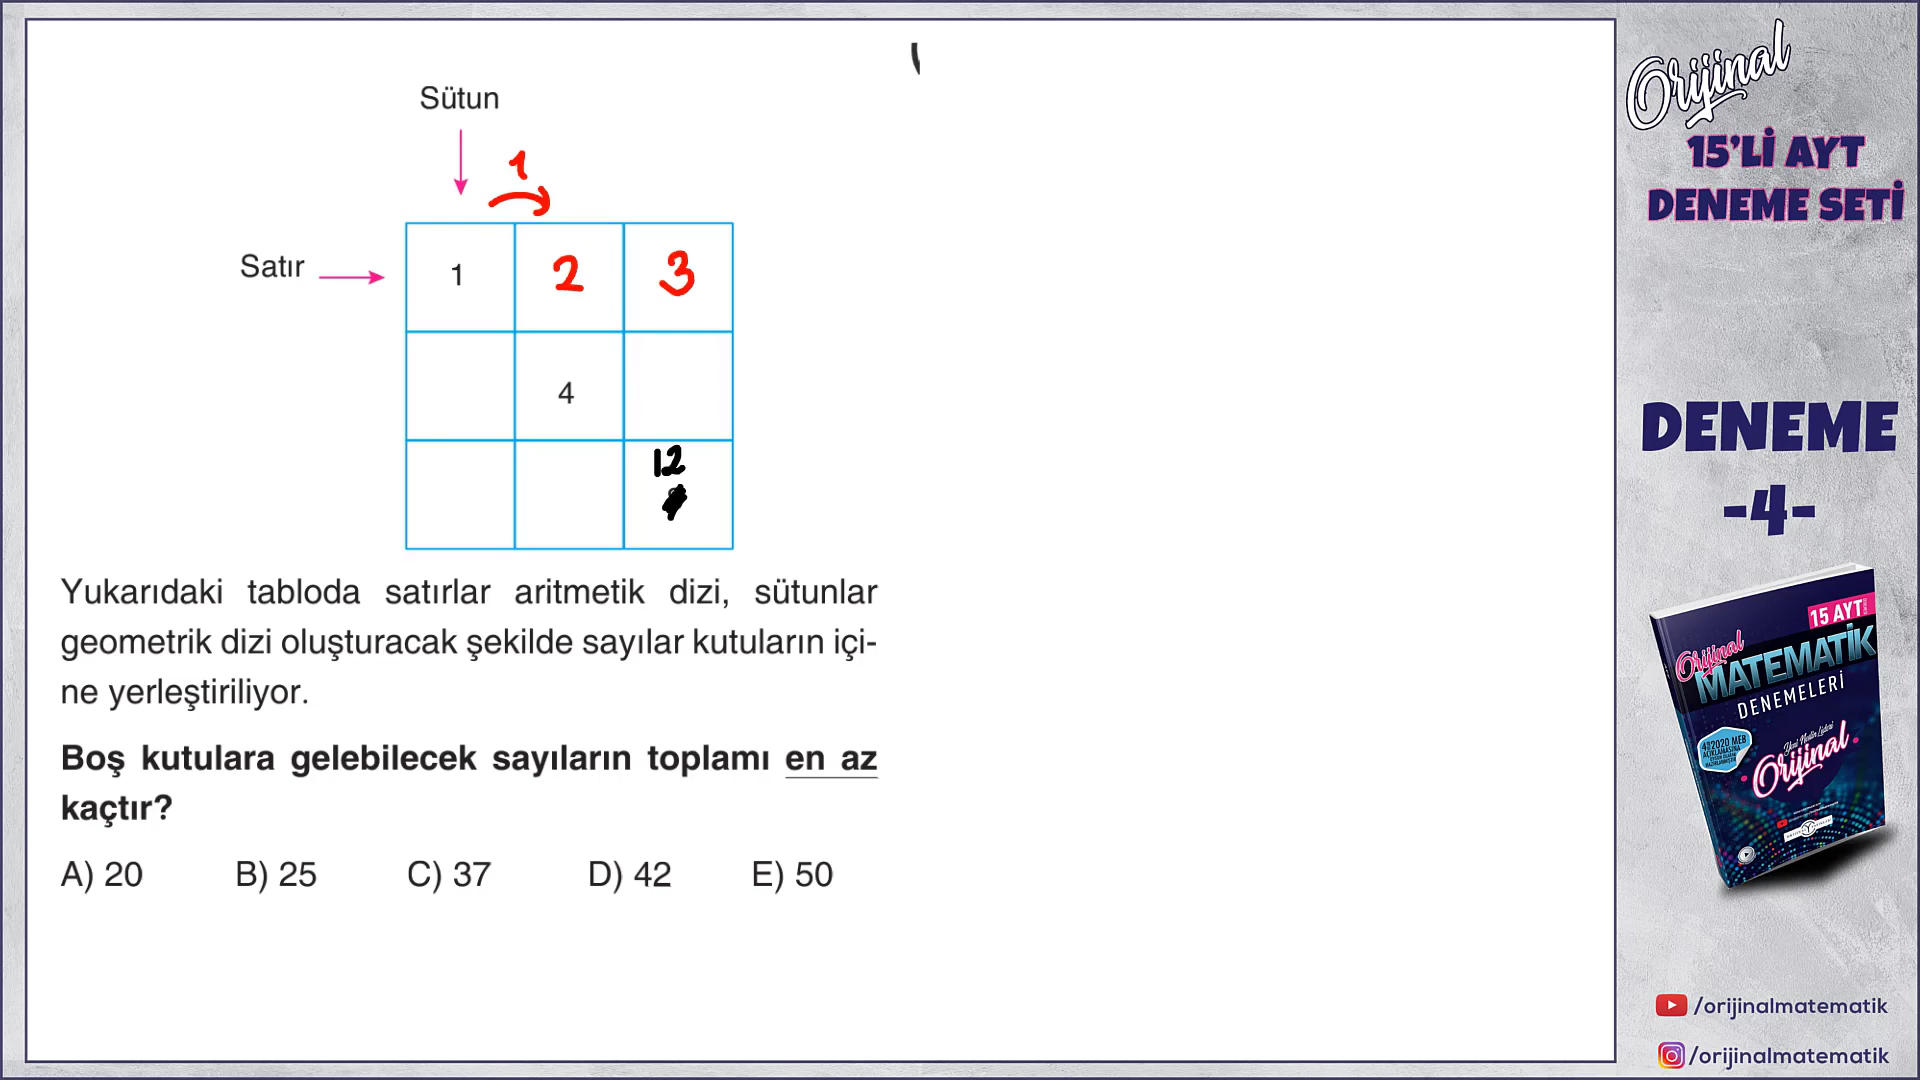 Sütun
1
Satır
1 2 3
4
12
Yukarıdaki tabloda satırlar aritmetik dizi, sütunlar
geometrik dizi oluşturacak şekilde sayılar kutuların içi-
ne yerleştiriliyor.
Boş kutulara gelebilecek sayıların toplamı en az
kaçtır?
A) 20 B) 25 C) 37 D) 42 E) 50
Orijinal
15'Lİ AYT
DENEME SETİ
DENEME
-4-
15 AYT
Orijinal
MATEMATİK
DENEMELERİ
Orijinal
/orijinalmatematik
/orijinalmatematik